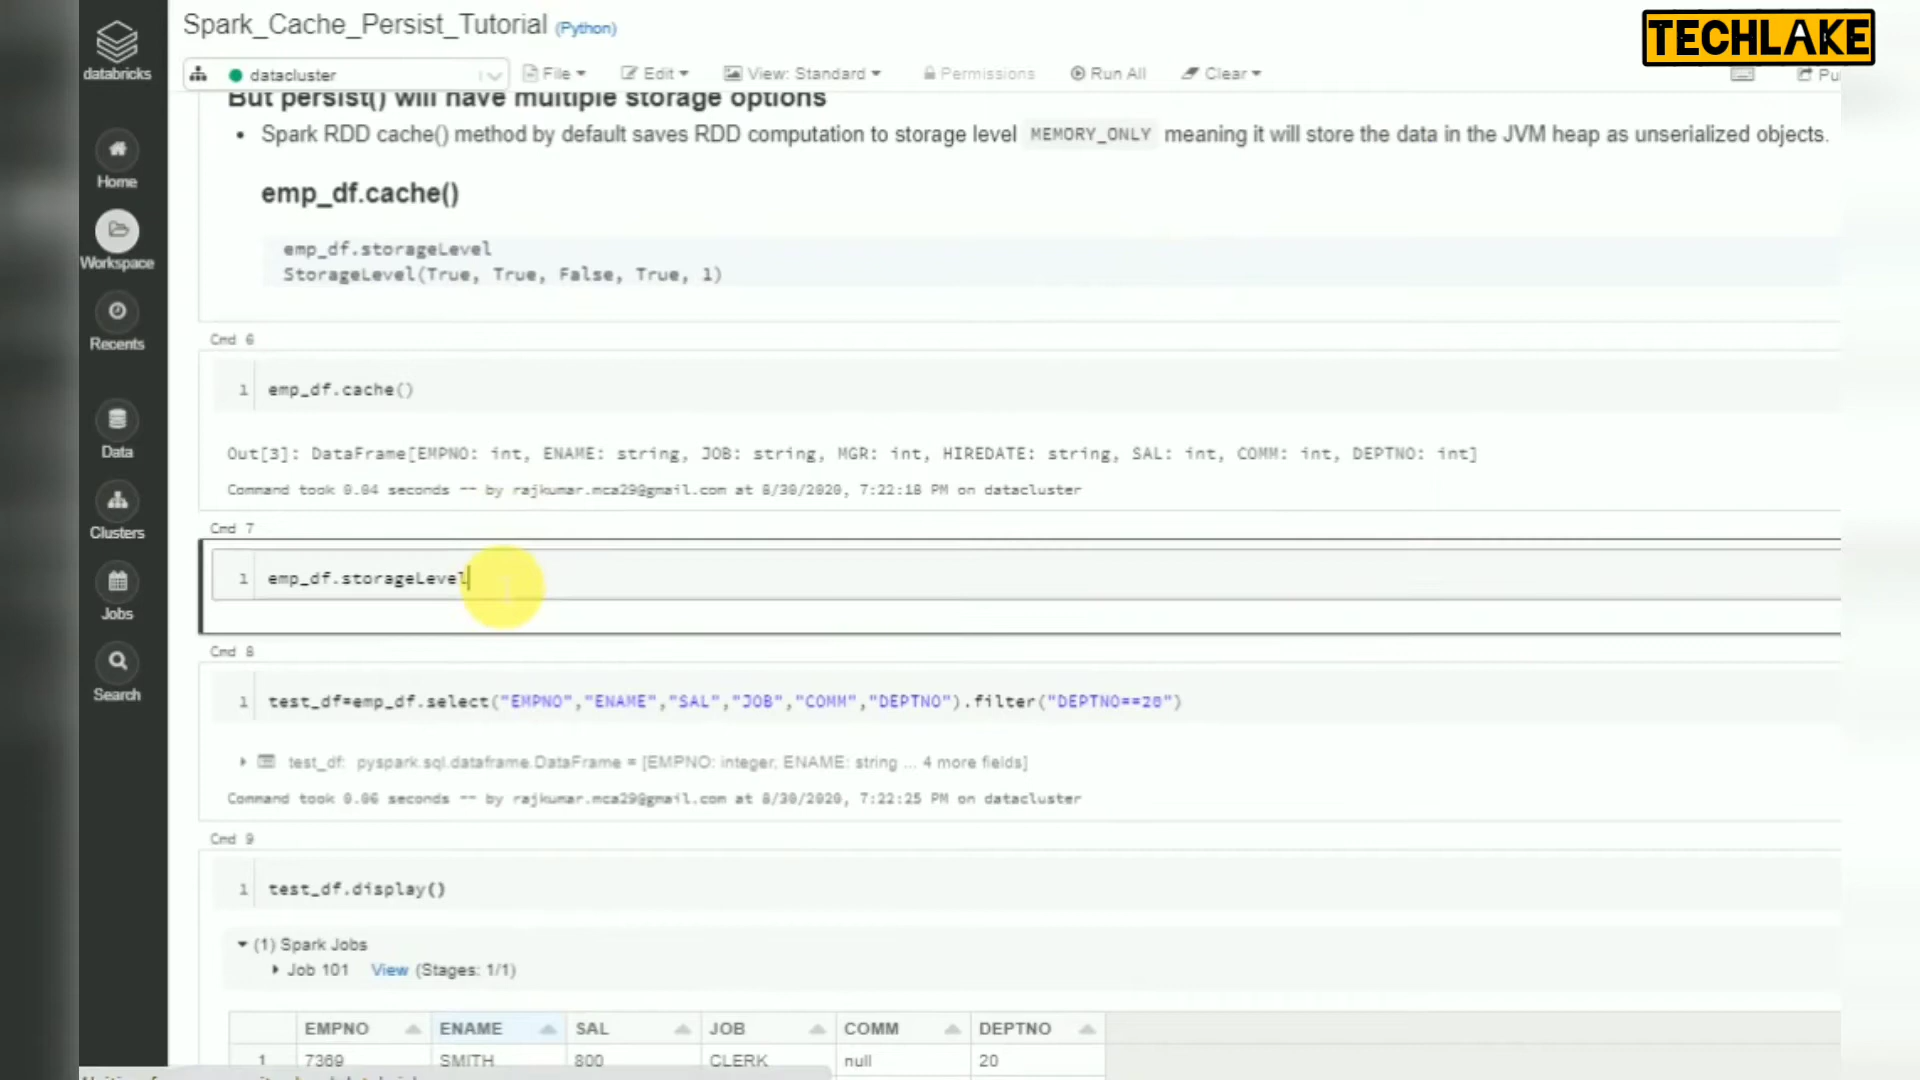 Spark_Cache_Persist_Tutorial (Python)
TECHLAKE
databricks
datacluster
File
Edit
View: Standard
Permissions
Run All
Clear
Pu
But persist() will have multiple storage options
Spark RDD cache() method by default saves RDD computation to storage level MEMORY_ONLY meaning it will store the data in the JVM heap as unserialized objects.
emp_df.cache()
emp_df.storageLevel
StorageLevel(True, True, False, True, 1)
Home
Workspace
Recents
Data
Clusters
Jobs
Search
Cmd 6
1 emp_df.cache()
Out[3]: DataFrame[EMPNO: int, ENAME: string, JOB: string, MGR: int, HIREDATE: string, SAL: int, COMM: int, DEPTNO: int]
Command took 0.04 seconds -- by rajkumar.mca29@gmail.com at 8/30/2020, 7:22:18 PM on datacluster
Cmd 7
1 emp_df.storageLevel
Cmd 8
1 test_df=emp_df.select("EMPNO","ENAME","SAL","JOB","COMM","DEPTNO").filter("DEPTNO==20")
test_df: pyspark.sql.dataframe.DataFrame = [EMPNO: integer, ENAME: string ... 4 more fields]
Command took 0.06 seconds -- by rajkumar.mca29@gmail.com at 8/30/2020, 7:22:25 PM on datacluster
Cmd 9
1 test_df.display()
(1) Spark Jobs
Job 101 View (Stages: 1/1)
EMPNO ENAME SAL JOB COMM DEPTNO
1 7369 SMITH 800 CLERK null 20